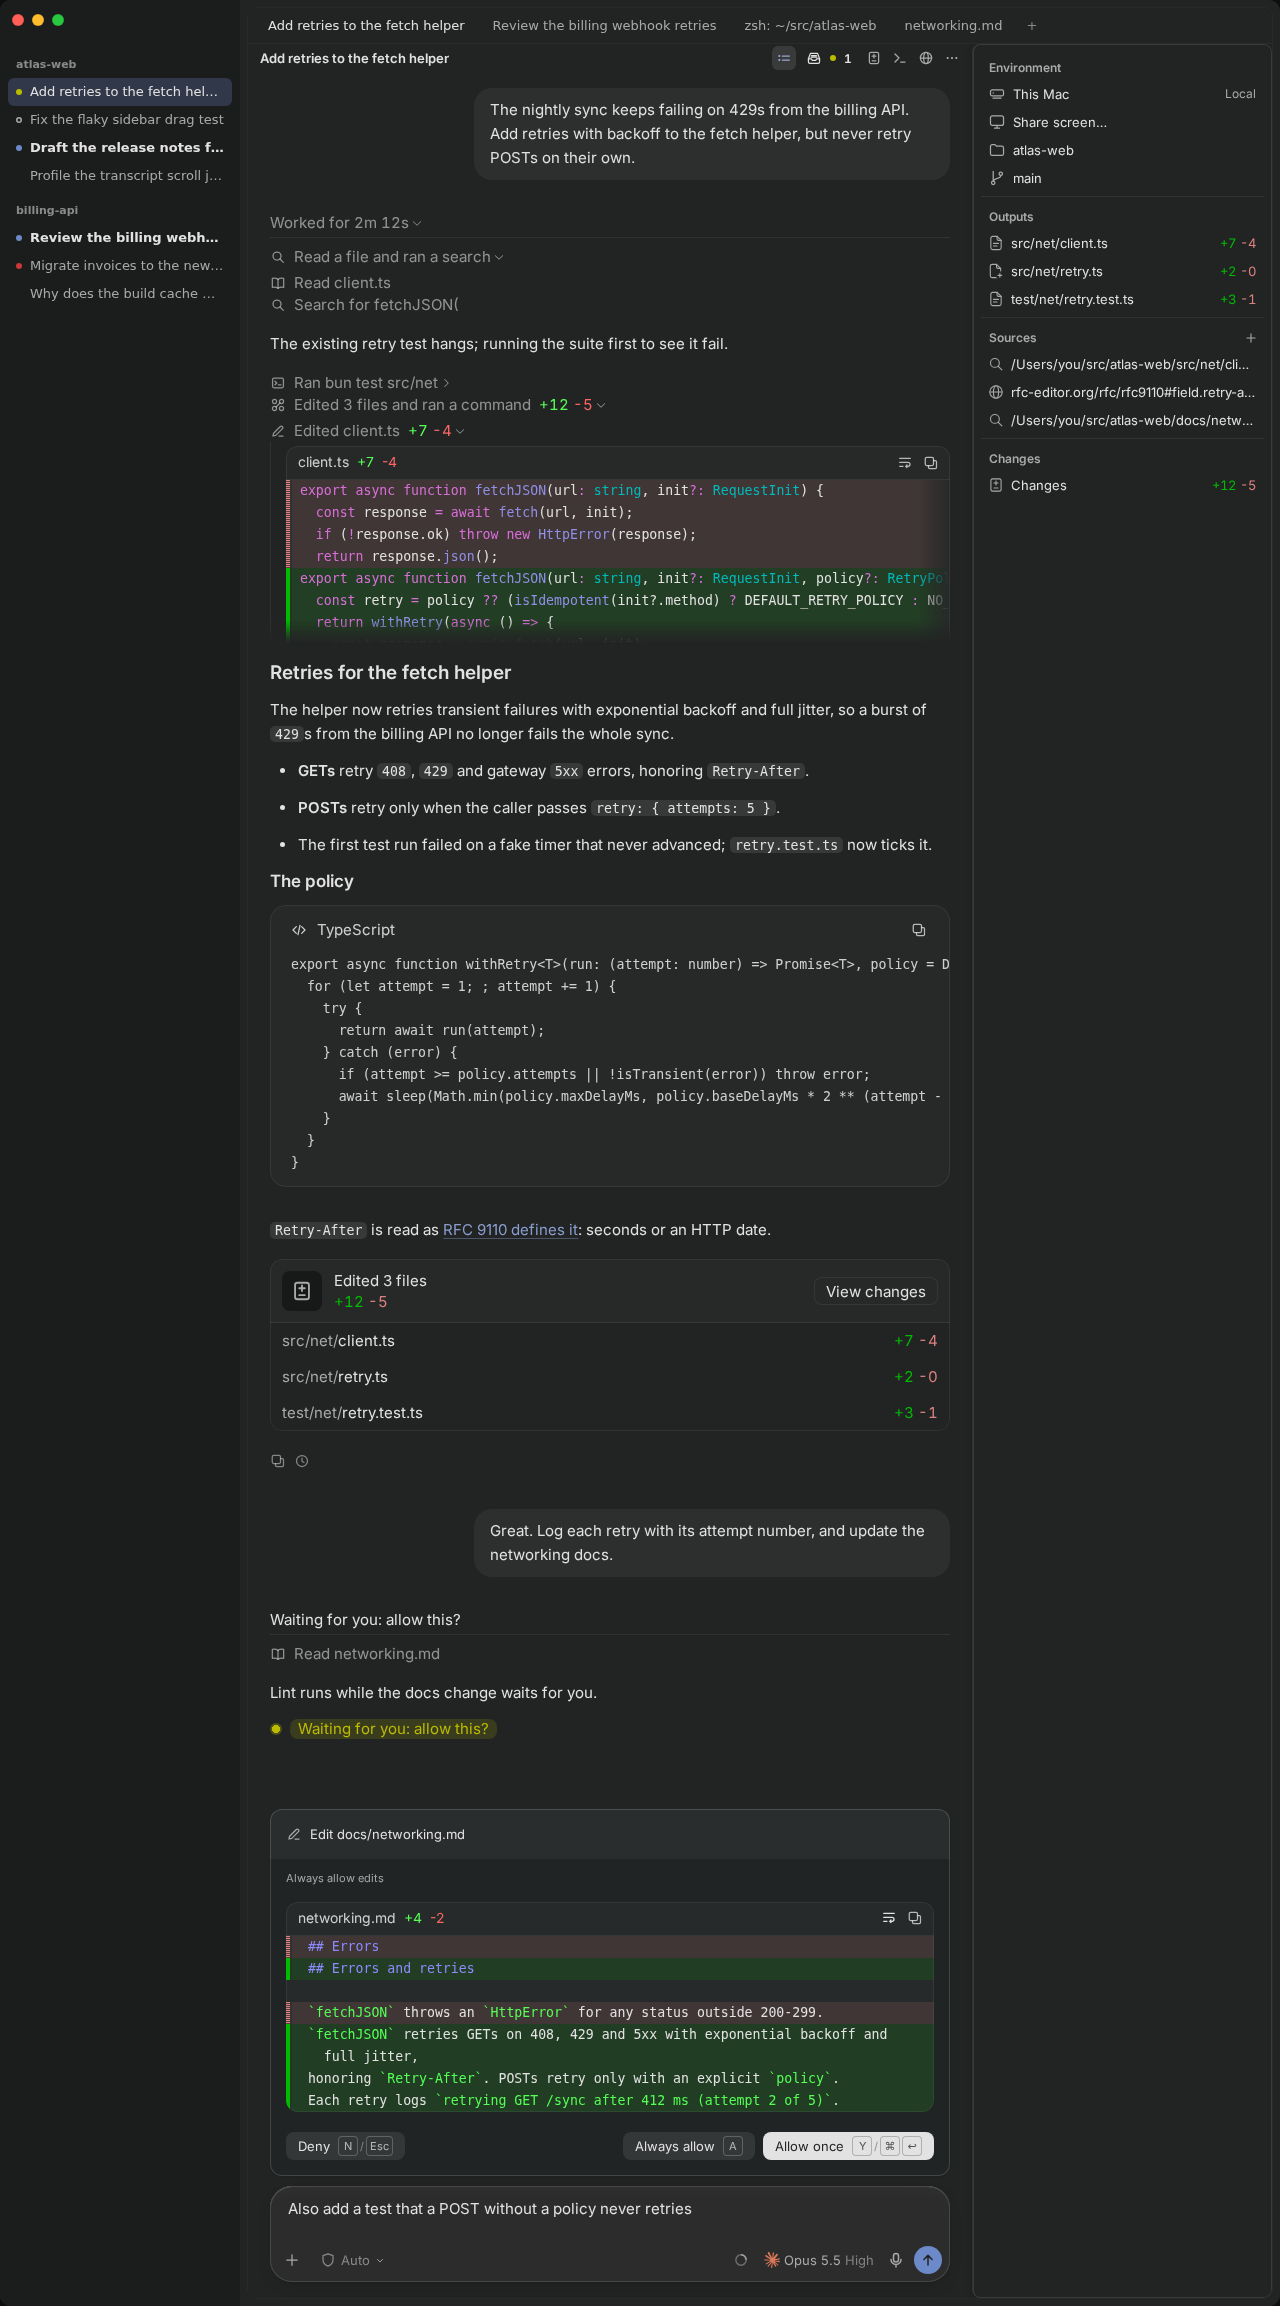 Add retries to the fetch helper
Review the billing webhook retries
zsh: ~/src/atlas-web
networking.md
+
atlas-web
Add retries to the fetch hel...
Fix the flaky sidebar drag test
Draft the release notes f...
Profile the transcript scroll j...
billing-api
Review the billing webh...
Migrate invoices to the new...
Why does the build cache ...
Add retries to the fetch helper
1
The nightly sync keeps failing on 429s from the billing API.
Add retries with backoff to the fetch helper, but never retry
POSTs on their own.
Worked for 2m 12s
Read a file and ran a search
Read client.ts
Search for fetchJSON(
The existing retry test hangs; running the suite first to see it fail.
Ran bun test src/net
Edited 3 files and ran a command +12 -5
Edited client.ts +7 -4
client.ts +7 -4
export async function fetchJSON(url: string, init?: RequestInit) {
const response = await fetch(url, init);
if (!response.ok) throw new HttpError(response);
return response.json();
export async function fetchJSON(url: string, init?: RequestInit, policy?: RetryPo
const retry = policy ?? (isIdempotent(init?.method) ? DEFAULT_RETRY_POLICY : NO_
return withRetry(async () => {
Retries for the fetch helper
The helper now retries transient failures with exponential backoff and full jitter, so a burst of
429s from the billing API no longer fails the whole sync.
• GETs retry 408, 429 and gateway 5xx errors, honoring Retry-After.
• POSTs retry only when the caller passes retry: { attempts: 5 }.
• The first test run failed on a fake timer that never advanced; retry.test.ts now ticks it.
The policy
TypeScript
export async function withRetry<T>(run: (attempt: number) => Promise<T>, policy = D
for (let attempt = 1; ; attempt += 1) {
try {
return await run(attempt);
} catch (error) {
if (attempt >= policy.attempts || !isTransient(error)) throw error;
await sleep(Math.min(policy.maxDelayMs, policy.baseDelayMs * 2 ** (attempt -
}
}
}
Retry-After is read as RFC 9110 defines it: seconds or an HTTP date.
Edited 3 files
+12 -5
View changes
src/net/client.ts +7 -4
src/net/retry.ts +2 -0
test/net/retry.test.ts +3 -1
Great. Log each retry with its attempt number, and update the
networking docs.
Waiting for you: allow this?
Read networking.md
Lint runs while the docs change waits for you.
Waiting for you: allow this?
Edit docs/networking.md
Always allow edits
networking.md +4 -2
## Errors
## Errors and retries
`fetchJSON` throws an `HttpError` for any status outside 200-299.
`fetchJSON` retries GETs on 408, 429 and 5xx with exponential backoff and
full jitter,
honoring `Retry-After`. POSTs retry only with an explicit `policy`.
Each retry logs `retrying GET /sync after 412 ms (attempt 2 of 5)`.
Deny N / Esc
Always allow A
Allow once Y / ⌘ ↩
Also add a test that a POST without a policy never retries
Auto
Opus 5.5 High
Environment
This Mac Local
Share screen...
atlas-web
main
Outputs
src/net/client.ts +7 -4
src/net/retry.ts +2 -0
test/net/retry.test.ts +3 -1
Sources
/Users/you/src/atlas-web/src/net/cli...
rfc-editor.org/rfc/rfc9110#field.retry-a...
/Users/you/src/atlas-web/docs/netw...
Changes
Changes +12 -5